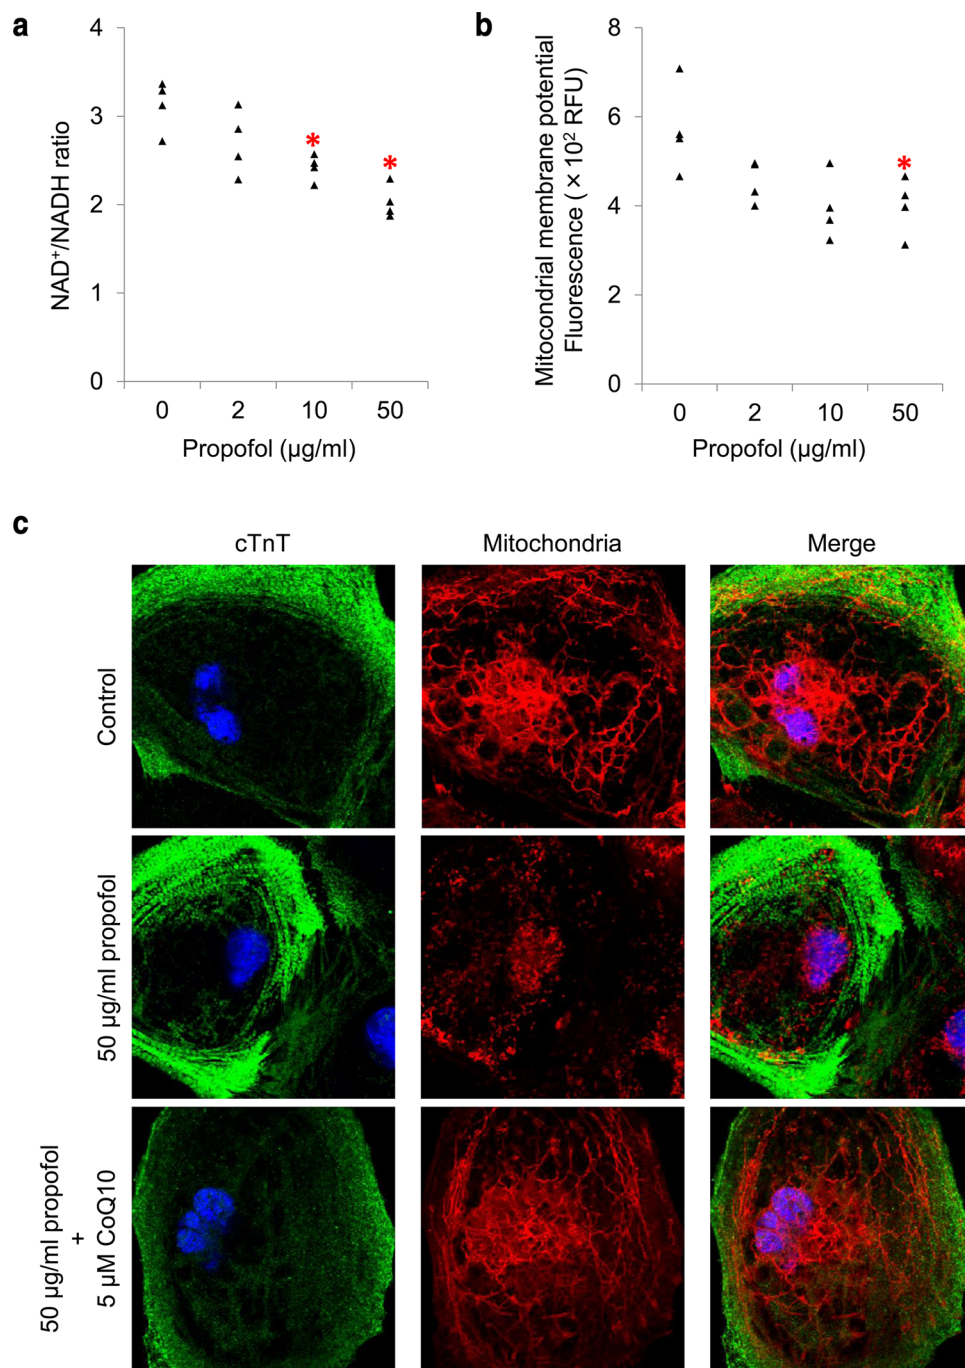 a
4
3
2
1
0
NAD⁺/NADH ratio
*
*
0 2 10 50
Propofol (µg/ml)
b
8
6
4
2
0
Mitocondrial membrane potential
Fluorescence (×10² RFU)
*
0 2 10 50
Propofol (µg/ml)
c
cTnT Mitochondria Merge
Control
50 µg/ml propofol
50 µg/ml propofol
+
5 µM CoQ10